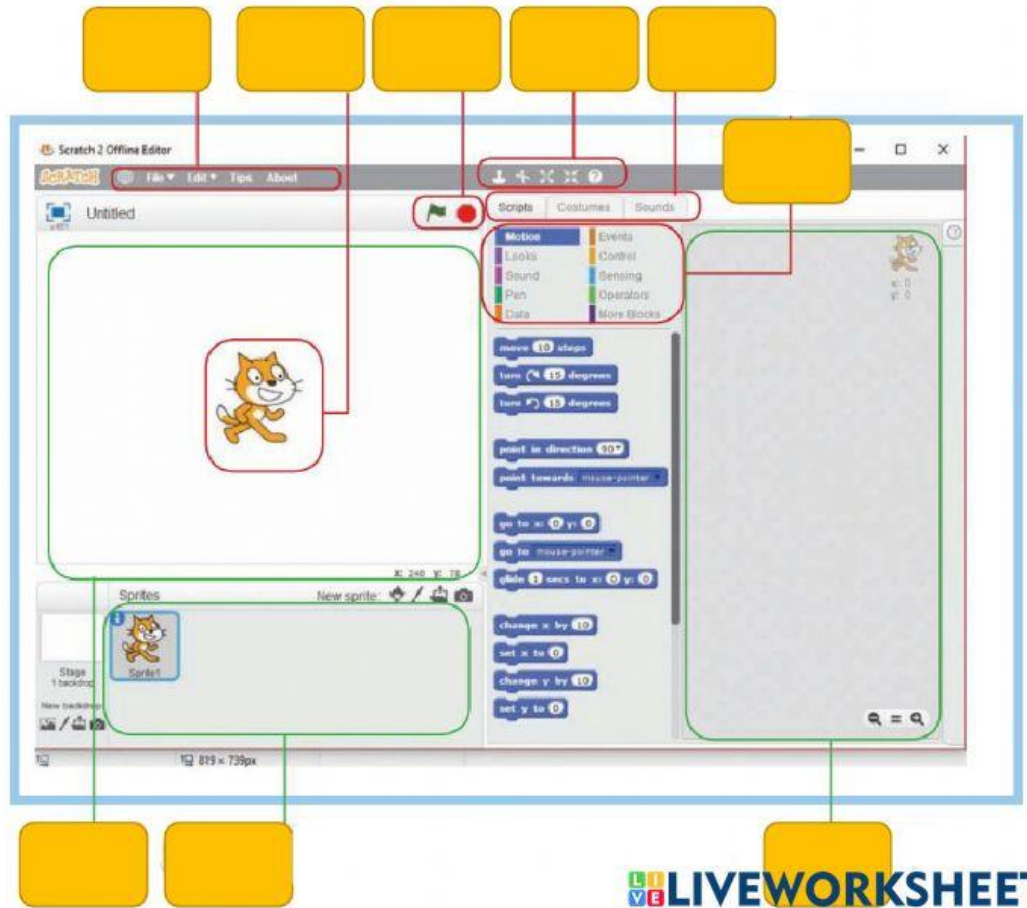 Scratch 2 Offline Editor
SCRATCH File Edit Tips About
Untitled
Scripts Costumes Sounds
Motion Events
Looks Control
Sound Sensing
Pen Operators
Data More Blocks
x: 0
y: 0
move 10 steps
turn 15 degrees
turn 15 degrees
point in direction 90
point towards mouse-pointer
go to x: 0 y: 0
go to mouse-pointer
glide 1 secs to x: 0 y: 0
change x by 10
set x to 0
change y by 10
set y to 0
X: 240 y: 78
Sprites New sprite:
Sprite1
Stage
1 backdrop
New backdrop
819 × 739px
LIVE LIVEWORKSHEET